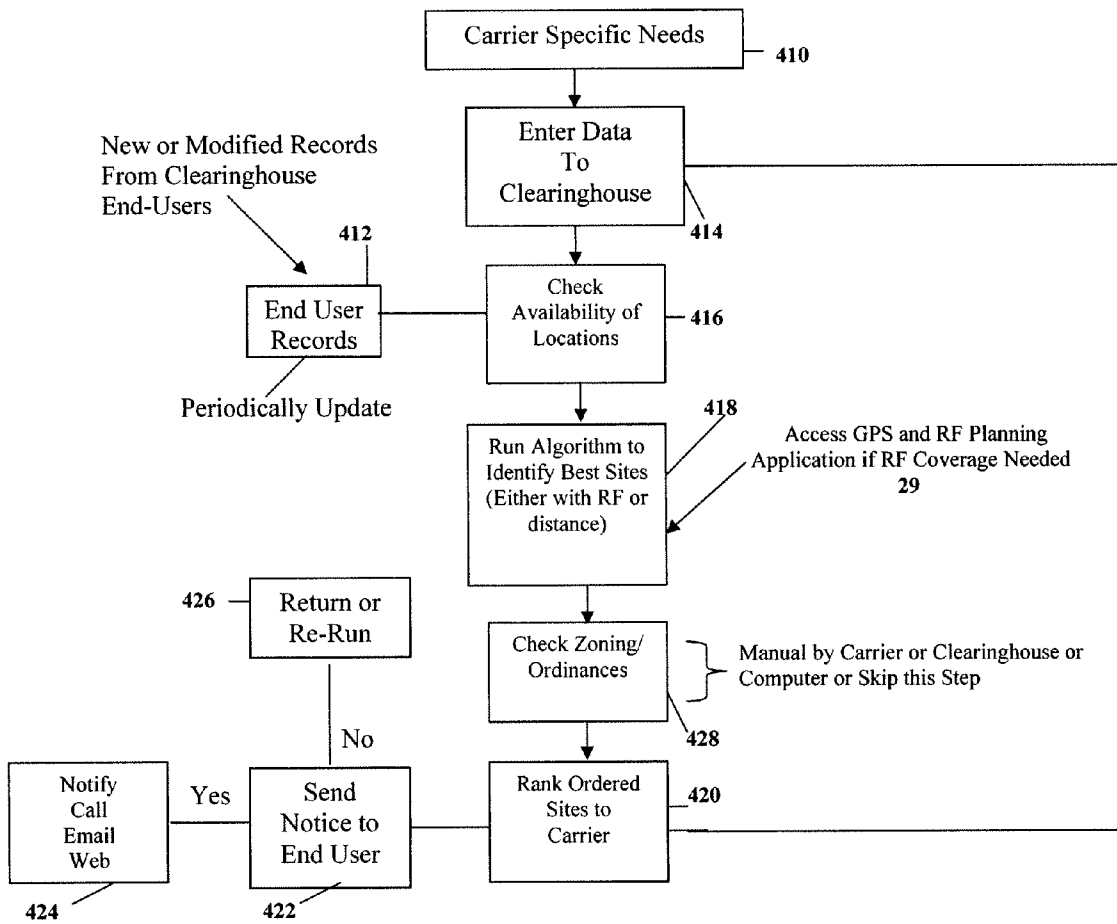 Carrier Specific Needs
410
Enter Data
To
Clearinghouse
414
New or Modified Records
From Clearinghouse
End-Users
412
End User
Records
Periodically Update
Check
Availability of
Locations
416
418
Run Algorithm to
Identify Best Sites
(Either with RF or
distance)
Access GPS and RF Planning
Application if RF Coverage Needed
29
426
Return or
Re-Run
Check Zoning/
Ordinances
Manual by Carrier or Clearinghouse or
Computer or Skip this Step
428
No
Notify
Call
Email
Web
Yes
Send
Notice to
End User
Rank Ordered
Sites to
Carrier
420
424
422